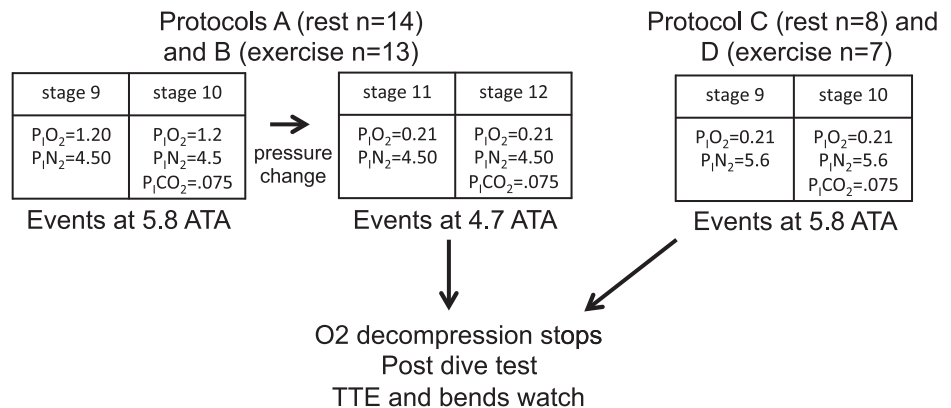 Protocols A (rest n=14)
and B (exercise n=13)
stage 9
stage 10
PIO2=1.20
PIN2=4.50
PIO2=1.2
PIN2=4.5
PICO2=.075
Events at 5.8 ATA
pressure
change
stage 11
stage 12
PIO2=0.21
PIN2=4.50
PIO2=0.21
PIN2=4.50
PICO2=.075
Events at 4.7 ATA
Protocol C (rest n=8) and
D (exercise n=7)
stage 9
stage 10
PIO2=0.21
PIN2=5.6
PIO2=0.21
PIN2=5.6
PICO2=.075
Events at 5.8 ATA
O2 decompression stops
Post dive test
TTE and bends watch